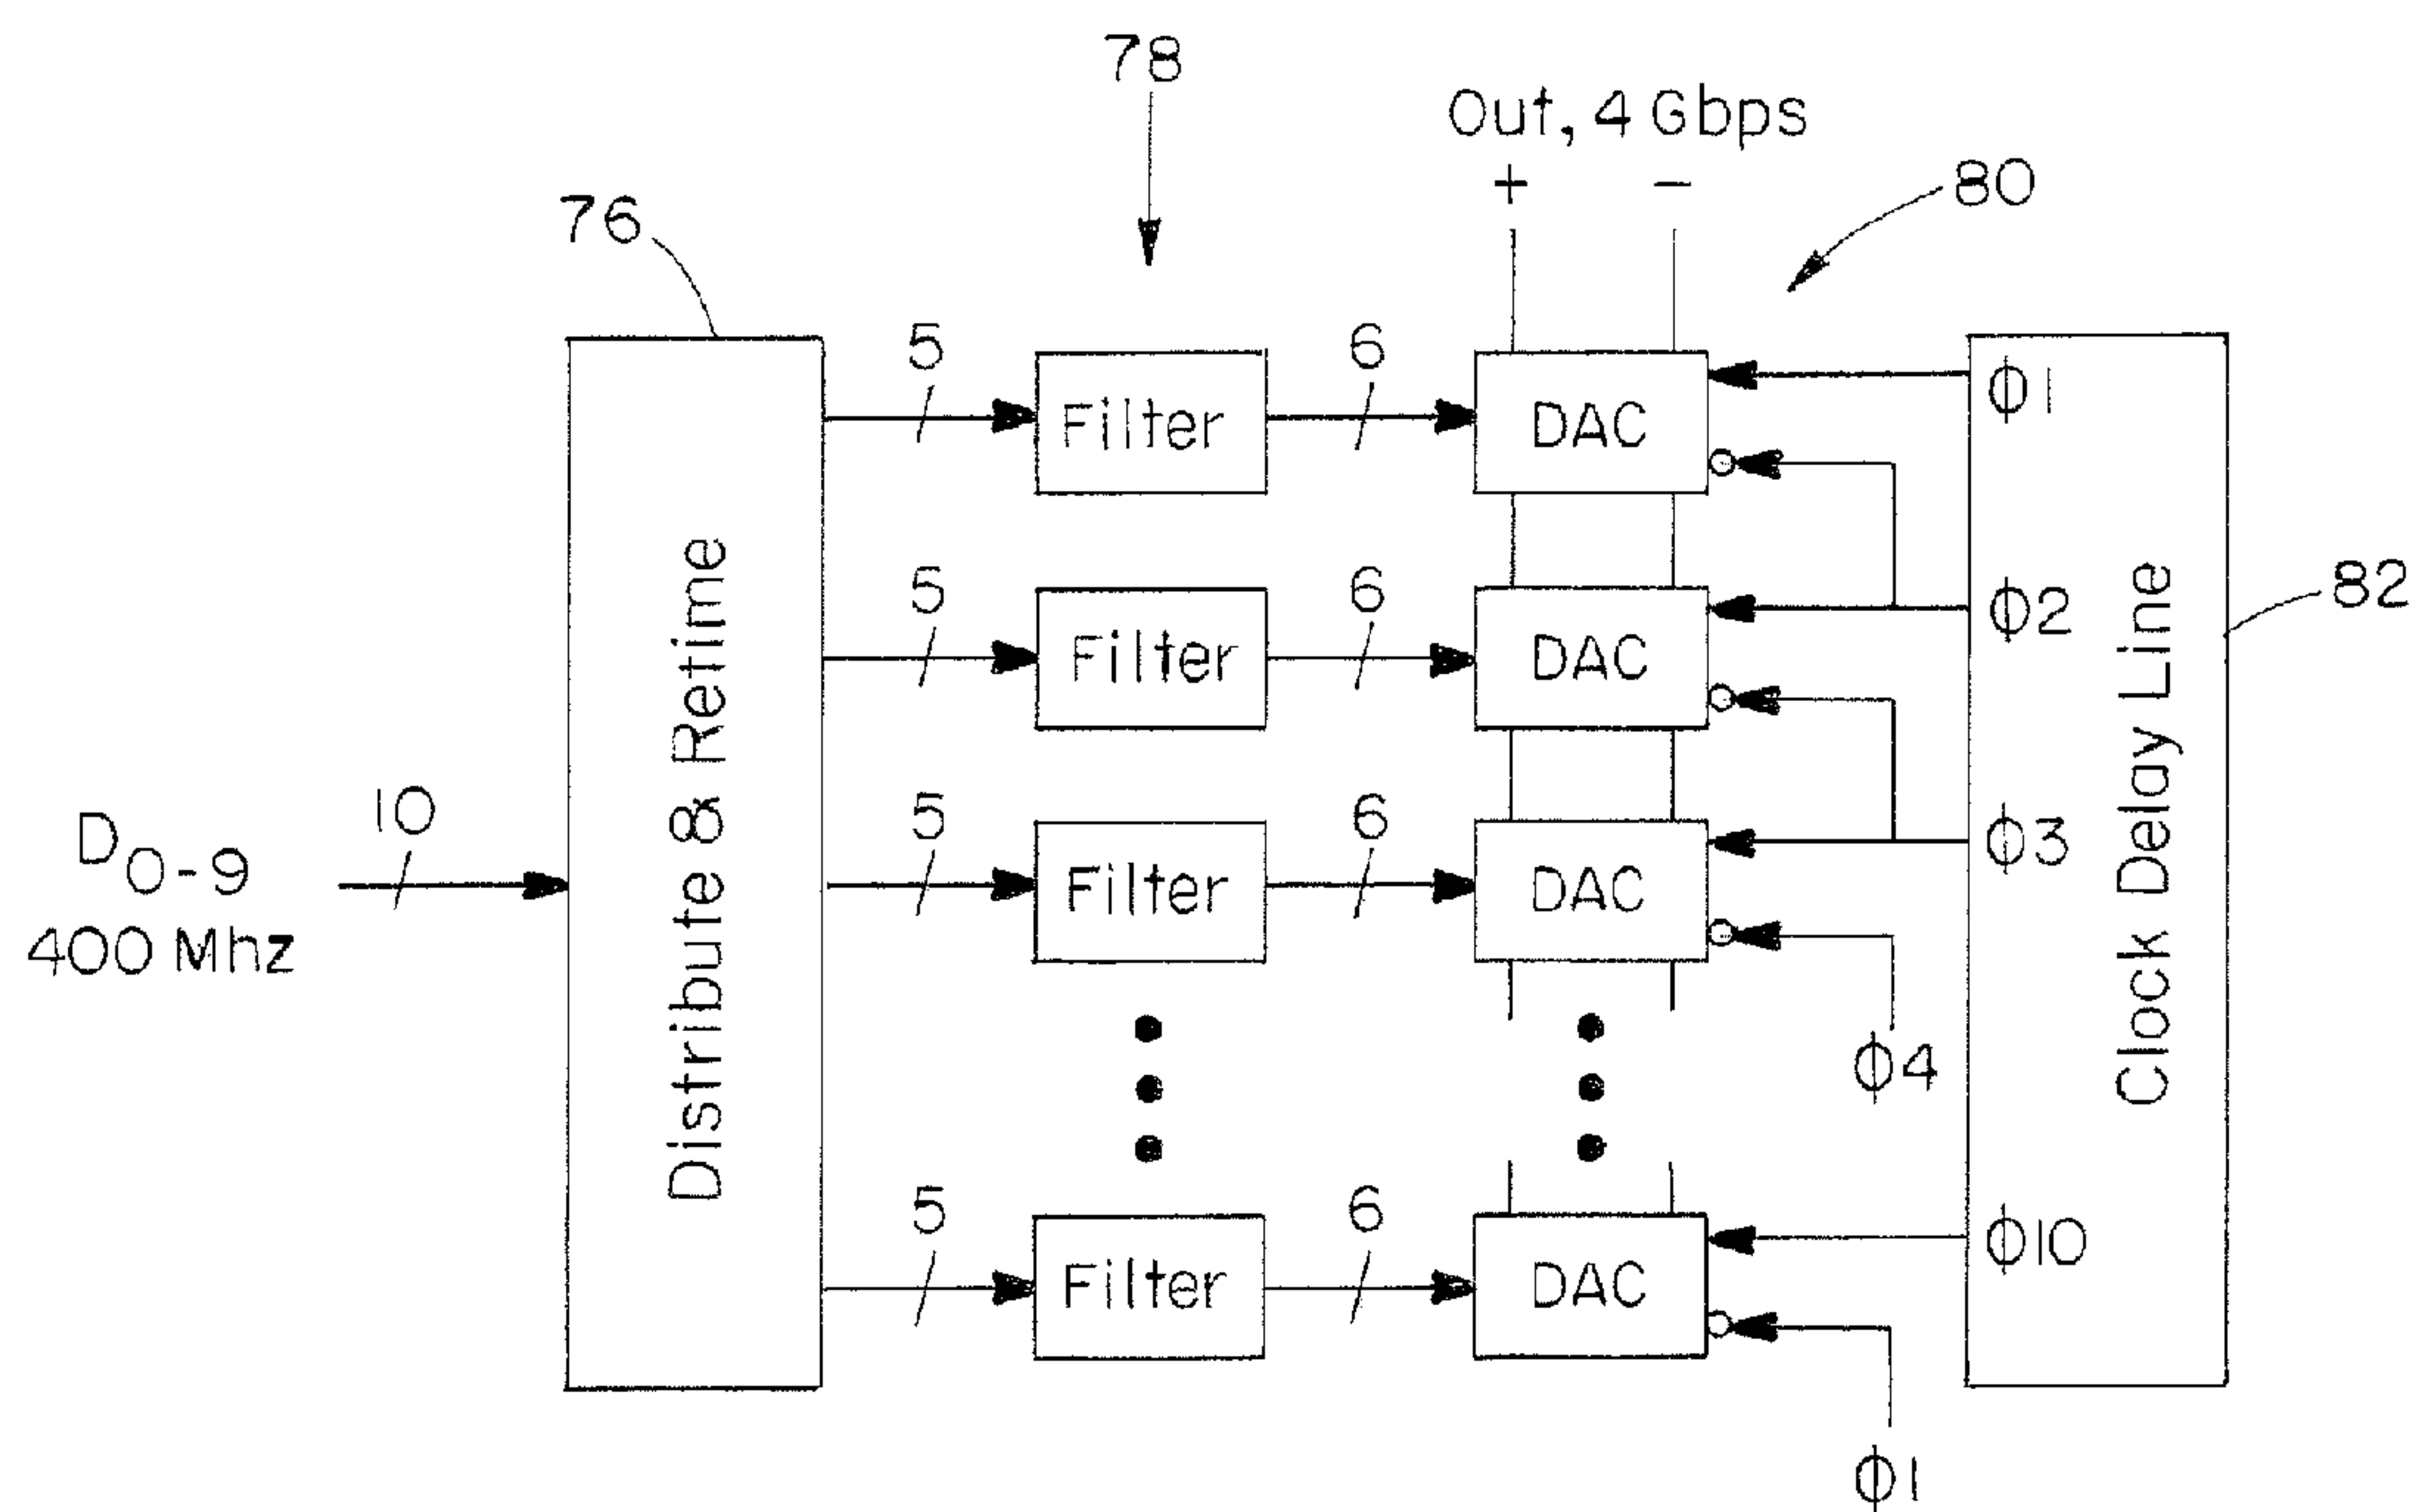 78
Out, 4 Gbps
+ −
80
76
5
6
Filter
DAC
ϕ1
5
6
Filter
DAC
ϕ2
82
5
6
Filter
DAC
ϕ3
10
D0-9
400 Mhz
Distribute & Retime
Clock Delay Line
ϕ4
5
6
Filter
DAC
ϕ10
ϕ1